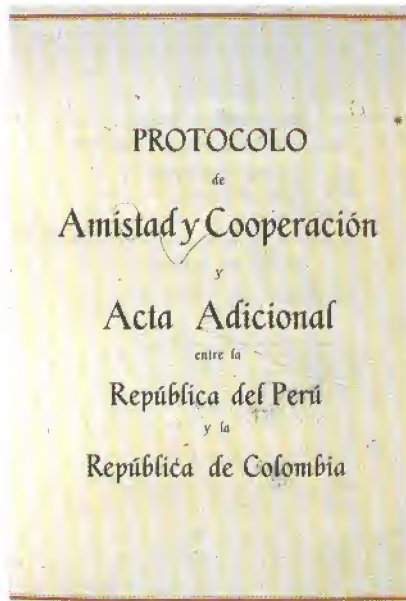 PROTOCOLO
de
Amistad y Cooperación
y
Acta Adicional
entre la
República del Perú
y la
República de Colombia